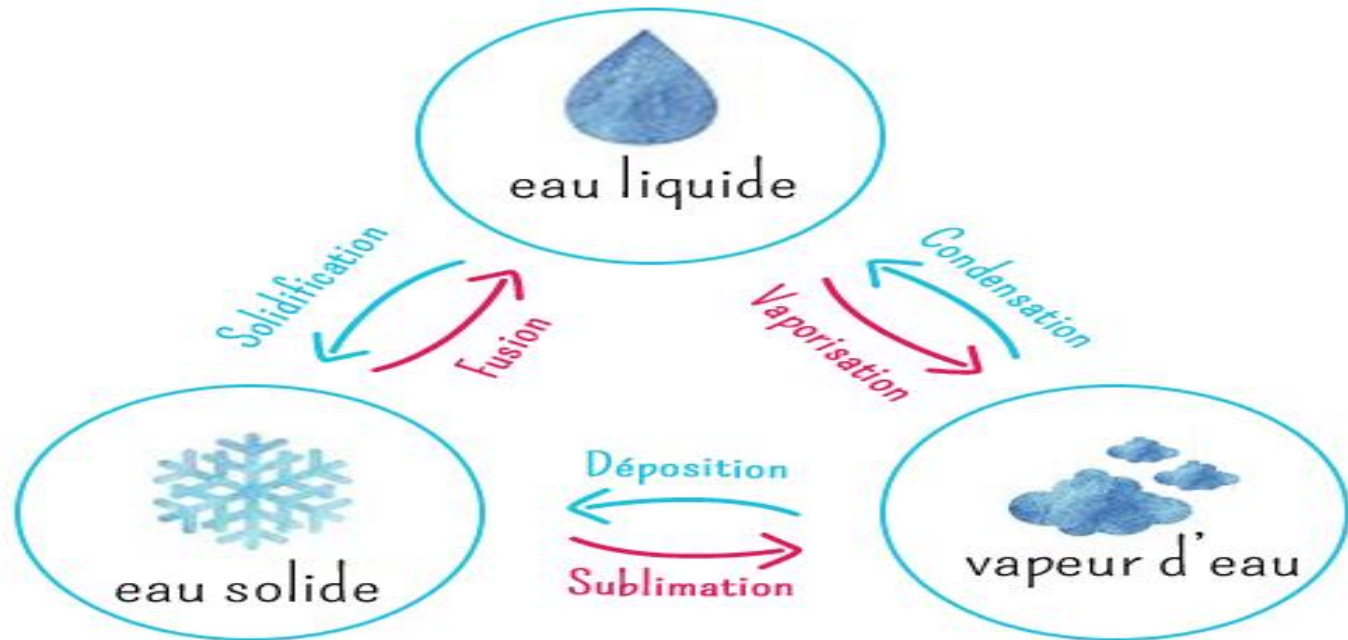 eau liquide
Solidification
Fusion
Condensation
Vaporisation
eau solide
Déposition
Sublimation
vapeur d'eau